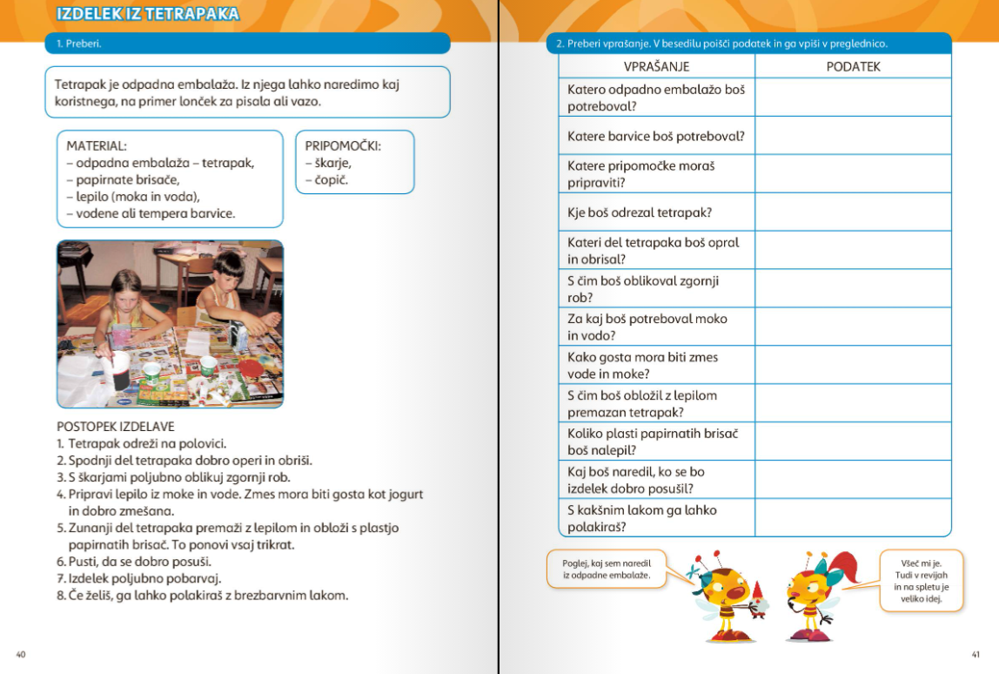 IZDELEK IZ TETRAPAKA
1. Preberi.
Tetrapak je odpadna embalaža. Iz njega lahko naredimo kaj
koristnega, na primer lonček za pisala ali vazo.
MATERIAL:
– odpadna embalaža – tetrapak,
– papirnate brisače,
– lepilo (moka in voda),
– vodene ali tempera barvice.
PRIPOMOČKI:
– škarje,
– čopič.
POSTOPEK IZDELAVE
1. Tetrapak odreži na polovici.
2. Spodnji del tetrapaka dobro operi in obriši.
3. S škarjami poljubno oblikuj zgornji rob.
4. Pripravi lepilo iz moke in vode. Zmes mora biti gosta kot jogurt
in dobro zmešana.
5. Zunanji del tetrapaka premaži z lepilom in obloži s plastjo
papirnatih brisač. To ponovi vsaj trikrat.
6. Pusti, da se dobro posuši.
7. Izdelek poljubno pobarvaj.
8. Če želiš, ga lahko polakiraš z brezbarvnim lakom.
40
2. Preberi vprašanje. V besedilu poišči podatek in ga vpiši v preglednico.
VPRAŠANJE
PODATEK
Katero odpadno embalažo boš
potreboval?
Katere barvice boš potreboval?
Katere pripomočke moraš
pripraviti?
Kje boš odrezal tetrapak?
Kateri del tetrapaka boš opral
in obrisal?
S čim boš oblikoval zgornji
rob?
Za kaj boš potreboval moko
in vodo?
Kako gosta mora biti zmes
vode in moke?
S čim boš obložil z lepilom
premazan tetrapak?
Koliko plasti papirnatih brisač
boš nalepil?
Kaj boš naredil, ko se bo
izdelek dobro posušil?
S kakšnim lakom ga lahko
polakiraš?
Poglej, kaj sem naredil
iz odpadne embalaže.
Všeč mi je.
Tudi v revijah
in na spletu je
veliko idej.
41